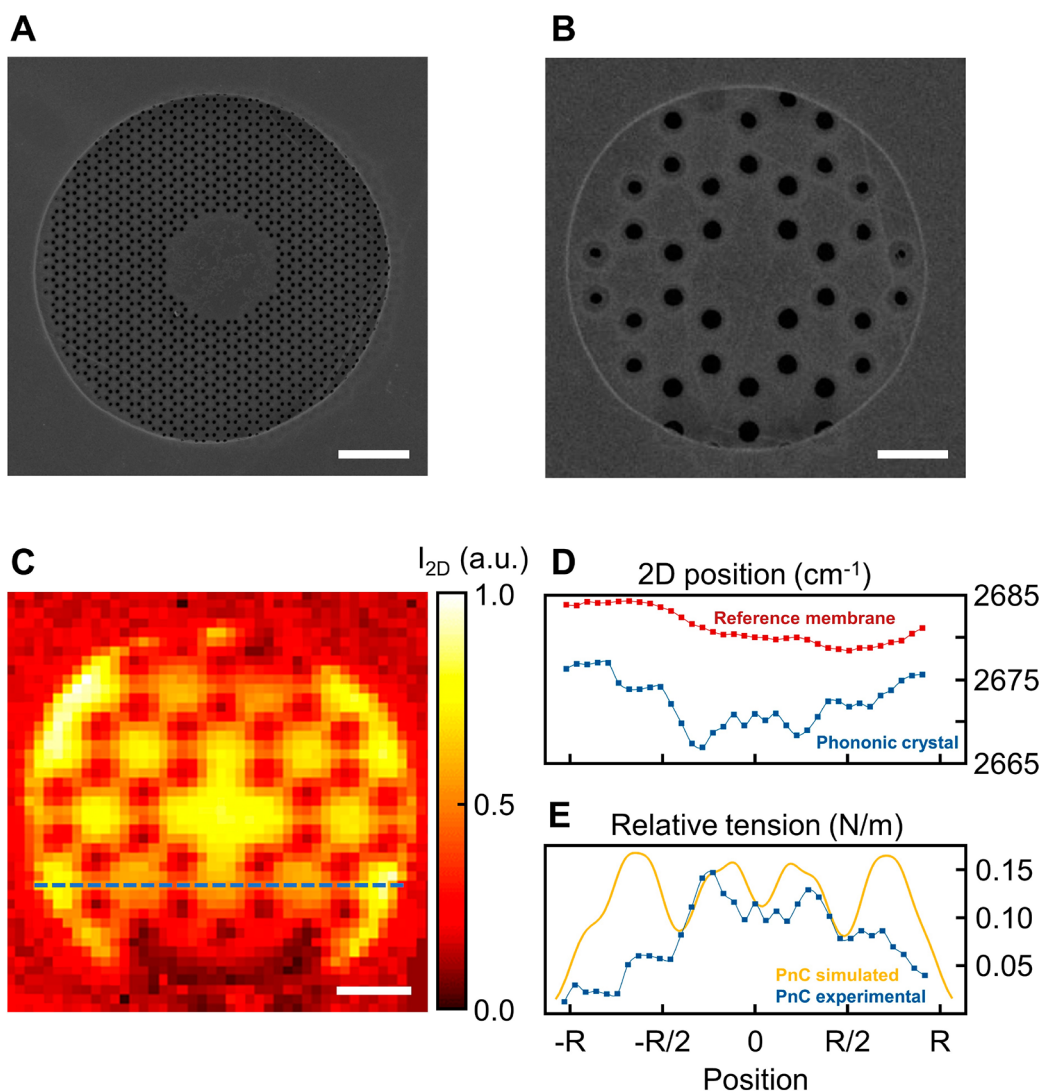 A
B
C
I2D (a.u.)
1.0
0.5
0.0
D
2D position (cm-1)
2685
Reference membrane
2675
Phononic crystal
2665
E
Relative tension (N/m)
0.15
0.10
0.05
PnC simulated
PnC experimental
-R
-R/2
0
R/2
R
Position